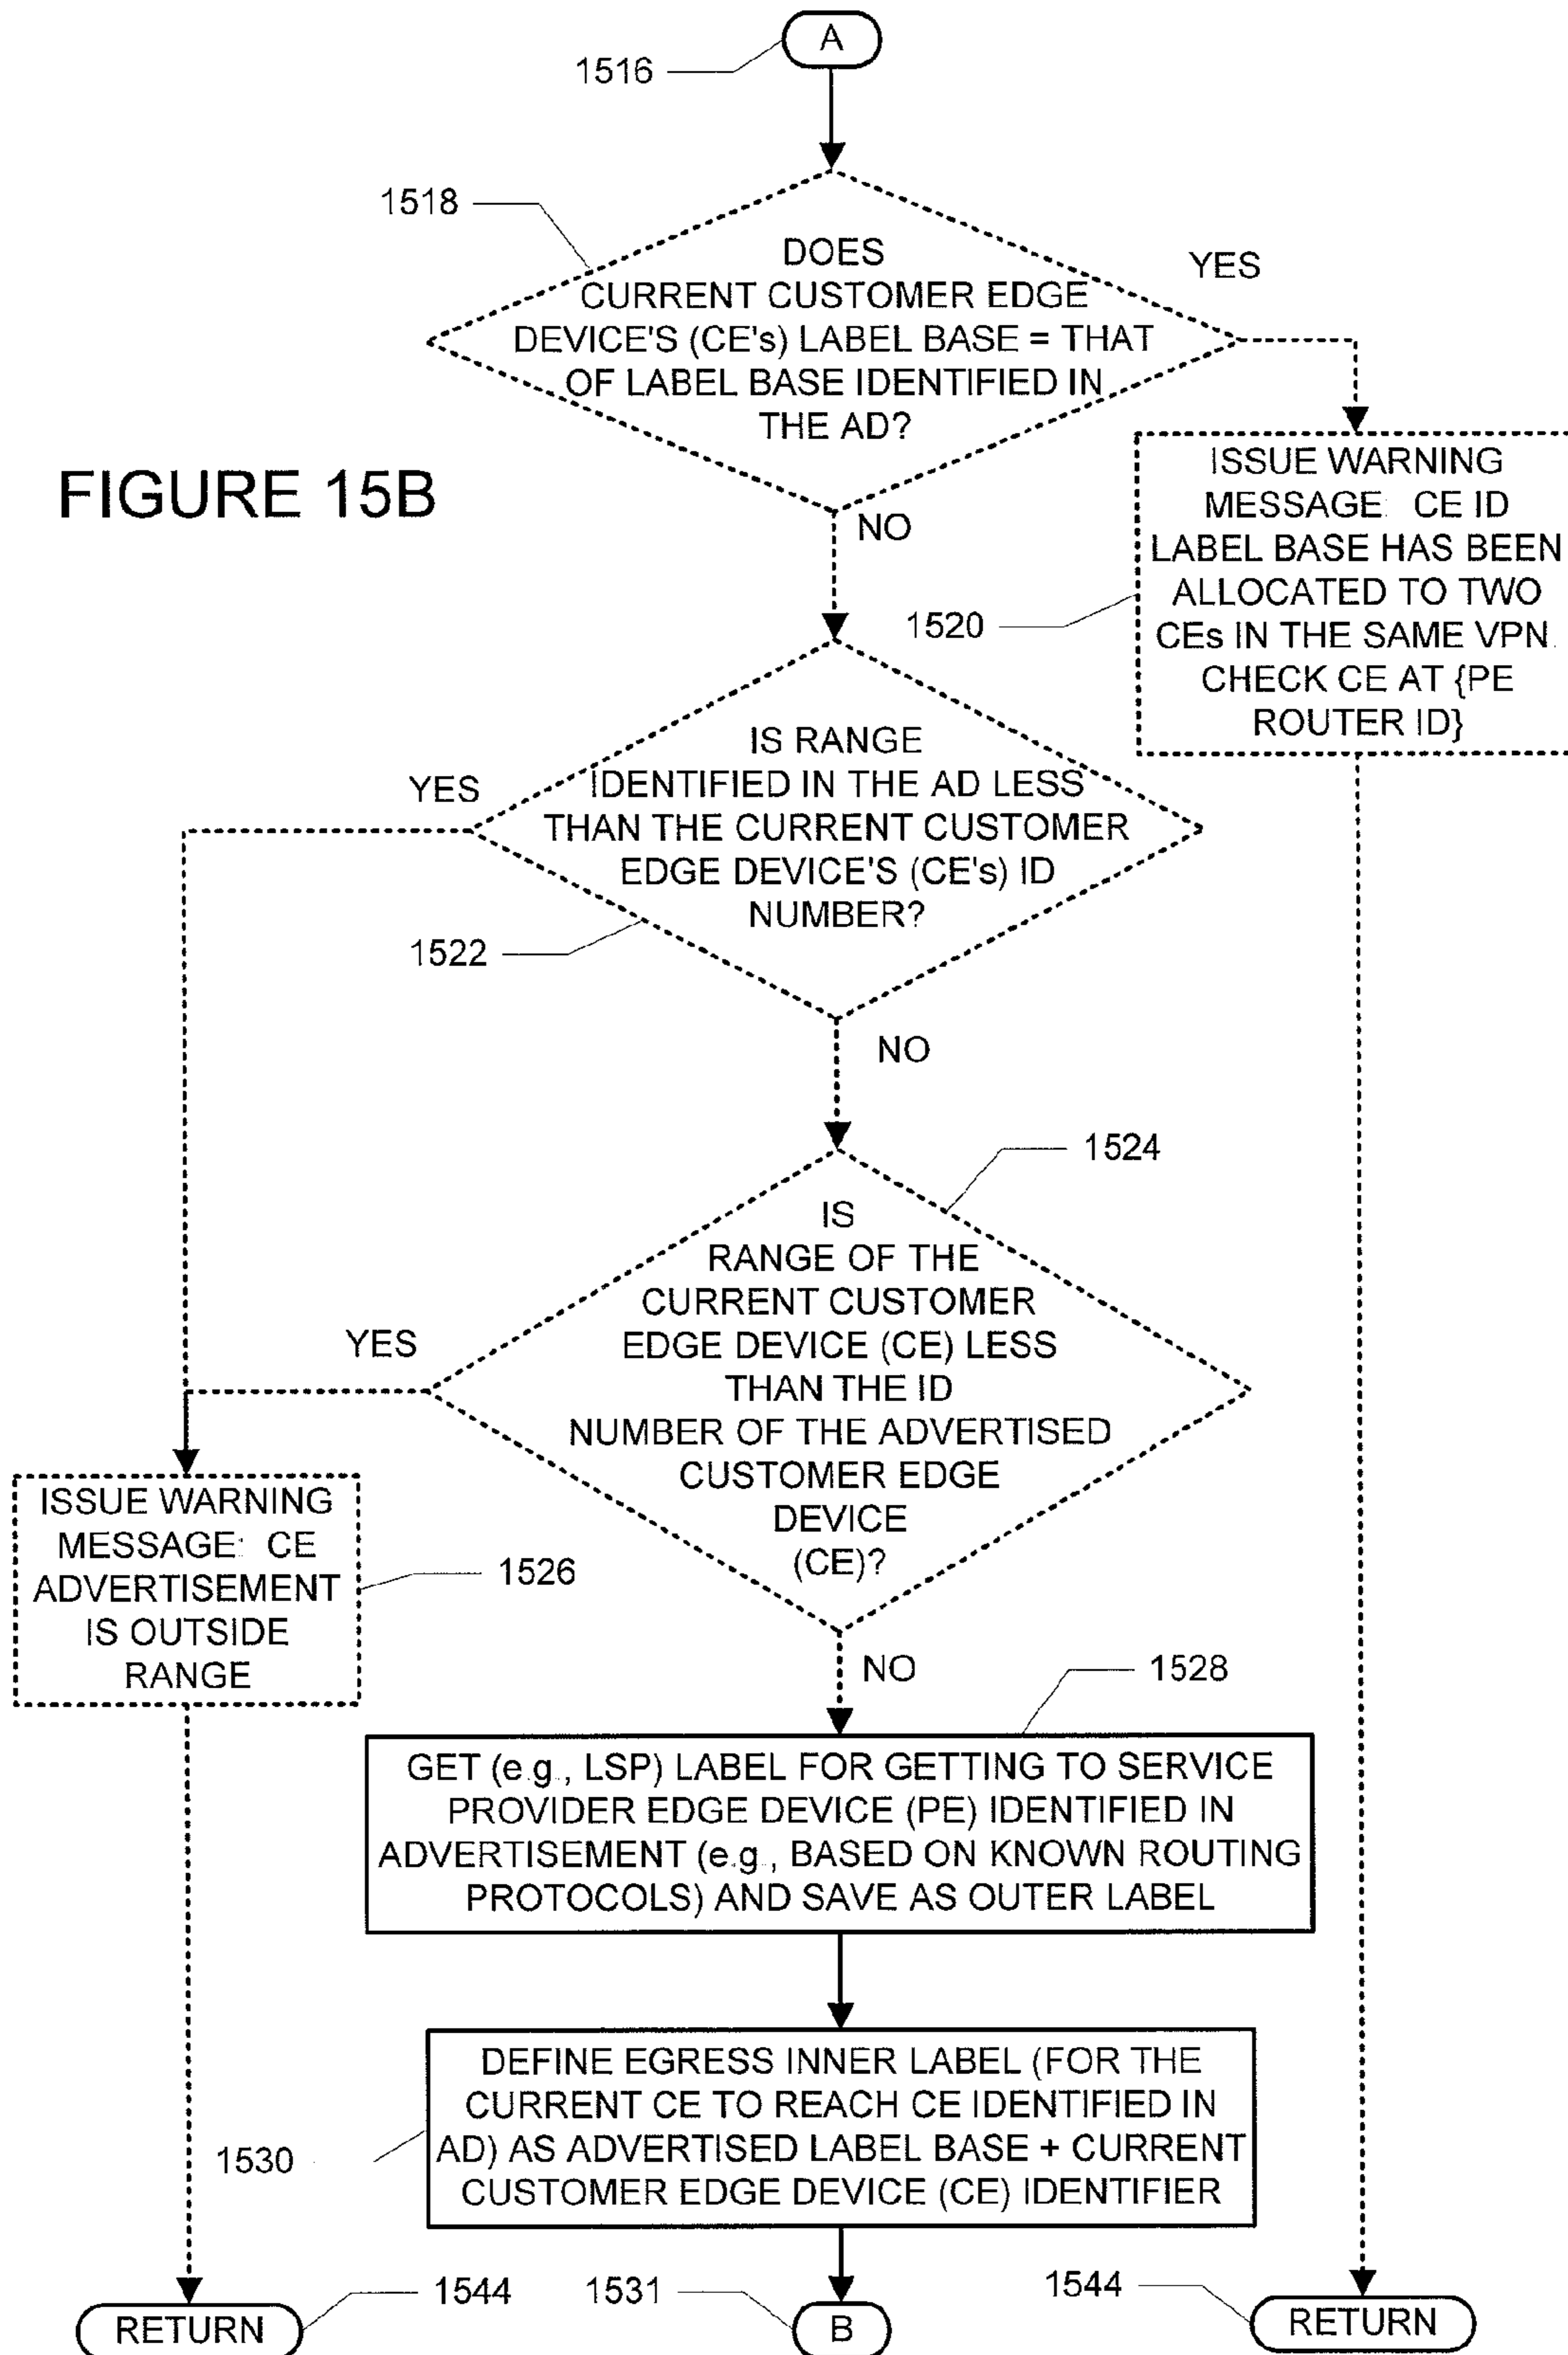 A
1516
1518
DOES
CURRENT CUSTOMER EDGE
DEVICE'S (CE's) LABEL BASE = THAT
OF LABEL BASE IDENTIFIED IN
THE AD?
YES
FIGURE 15B
NO
ISSUE WARNING
MESSAGE: CE ID
LABEL BASE HAS BEEN
ALLOCATED TO TWO
CEs IN THE SAME VPN.
CHECK CE AT {PE
ROUTER ID}
1520
IS RANGE
IDENTIFIED IN THE AD LESS
THAN THE CURRENT CUSTOMER
EDGE DEVICE'S (CE's) ID
NUMBER?
YES
1522
NO
1524
IS
RANGE OF THE
CURRENT CUSTOMER
EDGE DEVICE (CE) LESS
THAN THE ID
NUMBER OF THE ADVERTISED
CUSTOMER EDGE
DEVICE
(CE)?
YES
ISSUE WARNING
MESSAGE: CE
ADVERTISEMENT
IS OUTSIDE
RANGE
1526
NO
1528
GET (e.g., LSP) LABEL FOR GETTING TO SERVICE
PROVIDER EDGE DEVICE (PE) IDENTIFIED IN
ADVERTISEMENT (e.g., BASED ON KNOWN ROUTING
PROTOCOLS) AND SAVE AS OUTER LABEL
DEFINE EGRESS INNER LABEL (FOR THE
CURRENT CE TO REACH CE IDENTIFIED IN
AD) AS ADVERTISED LABEL BASE + CURRENT
CUSTOMER EDGE DEVICE (CE) IDENTIFIER
1530
RETURN
1544
1531
B
1544
RETURN